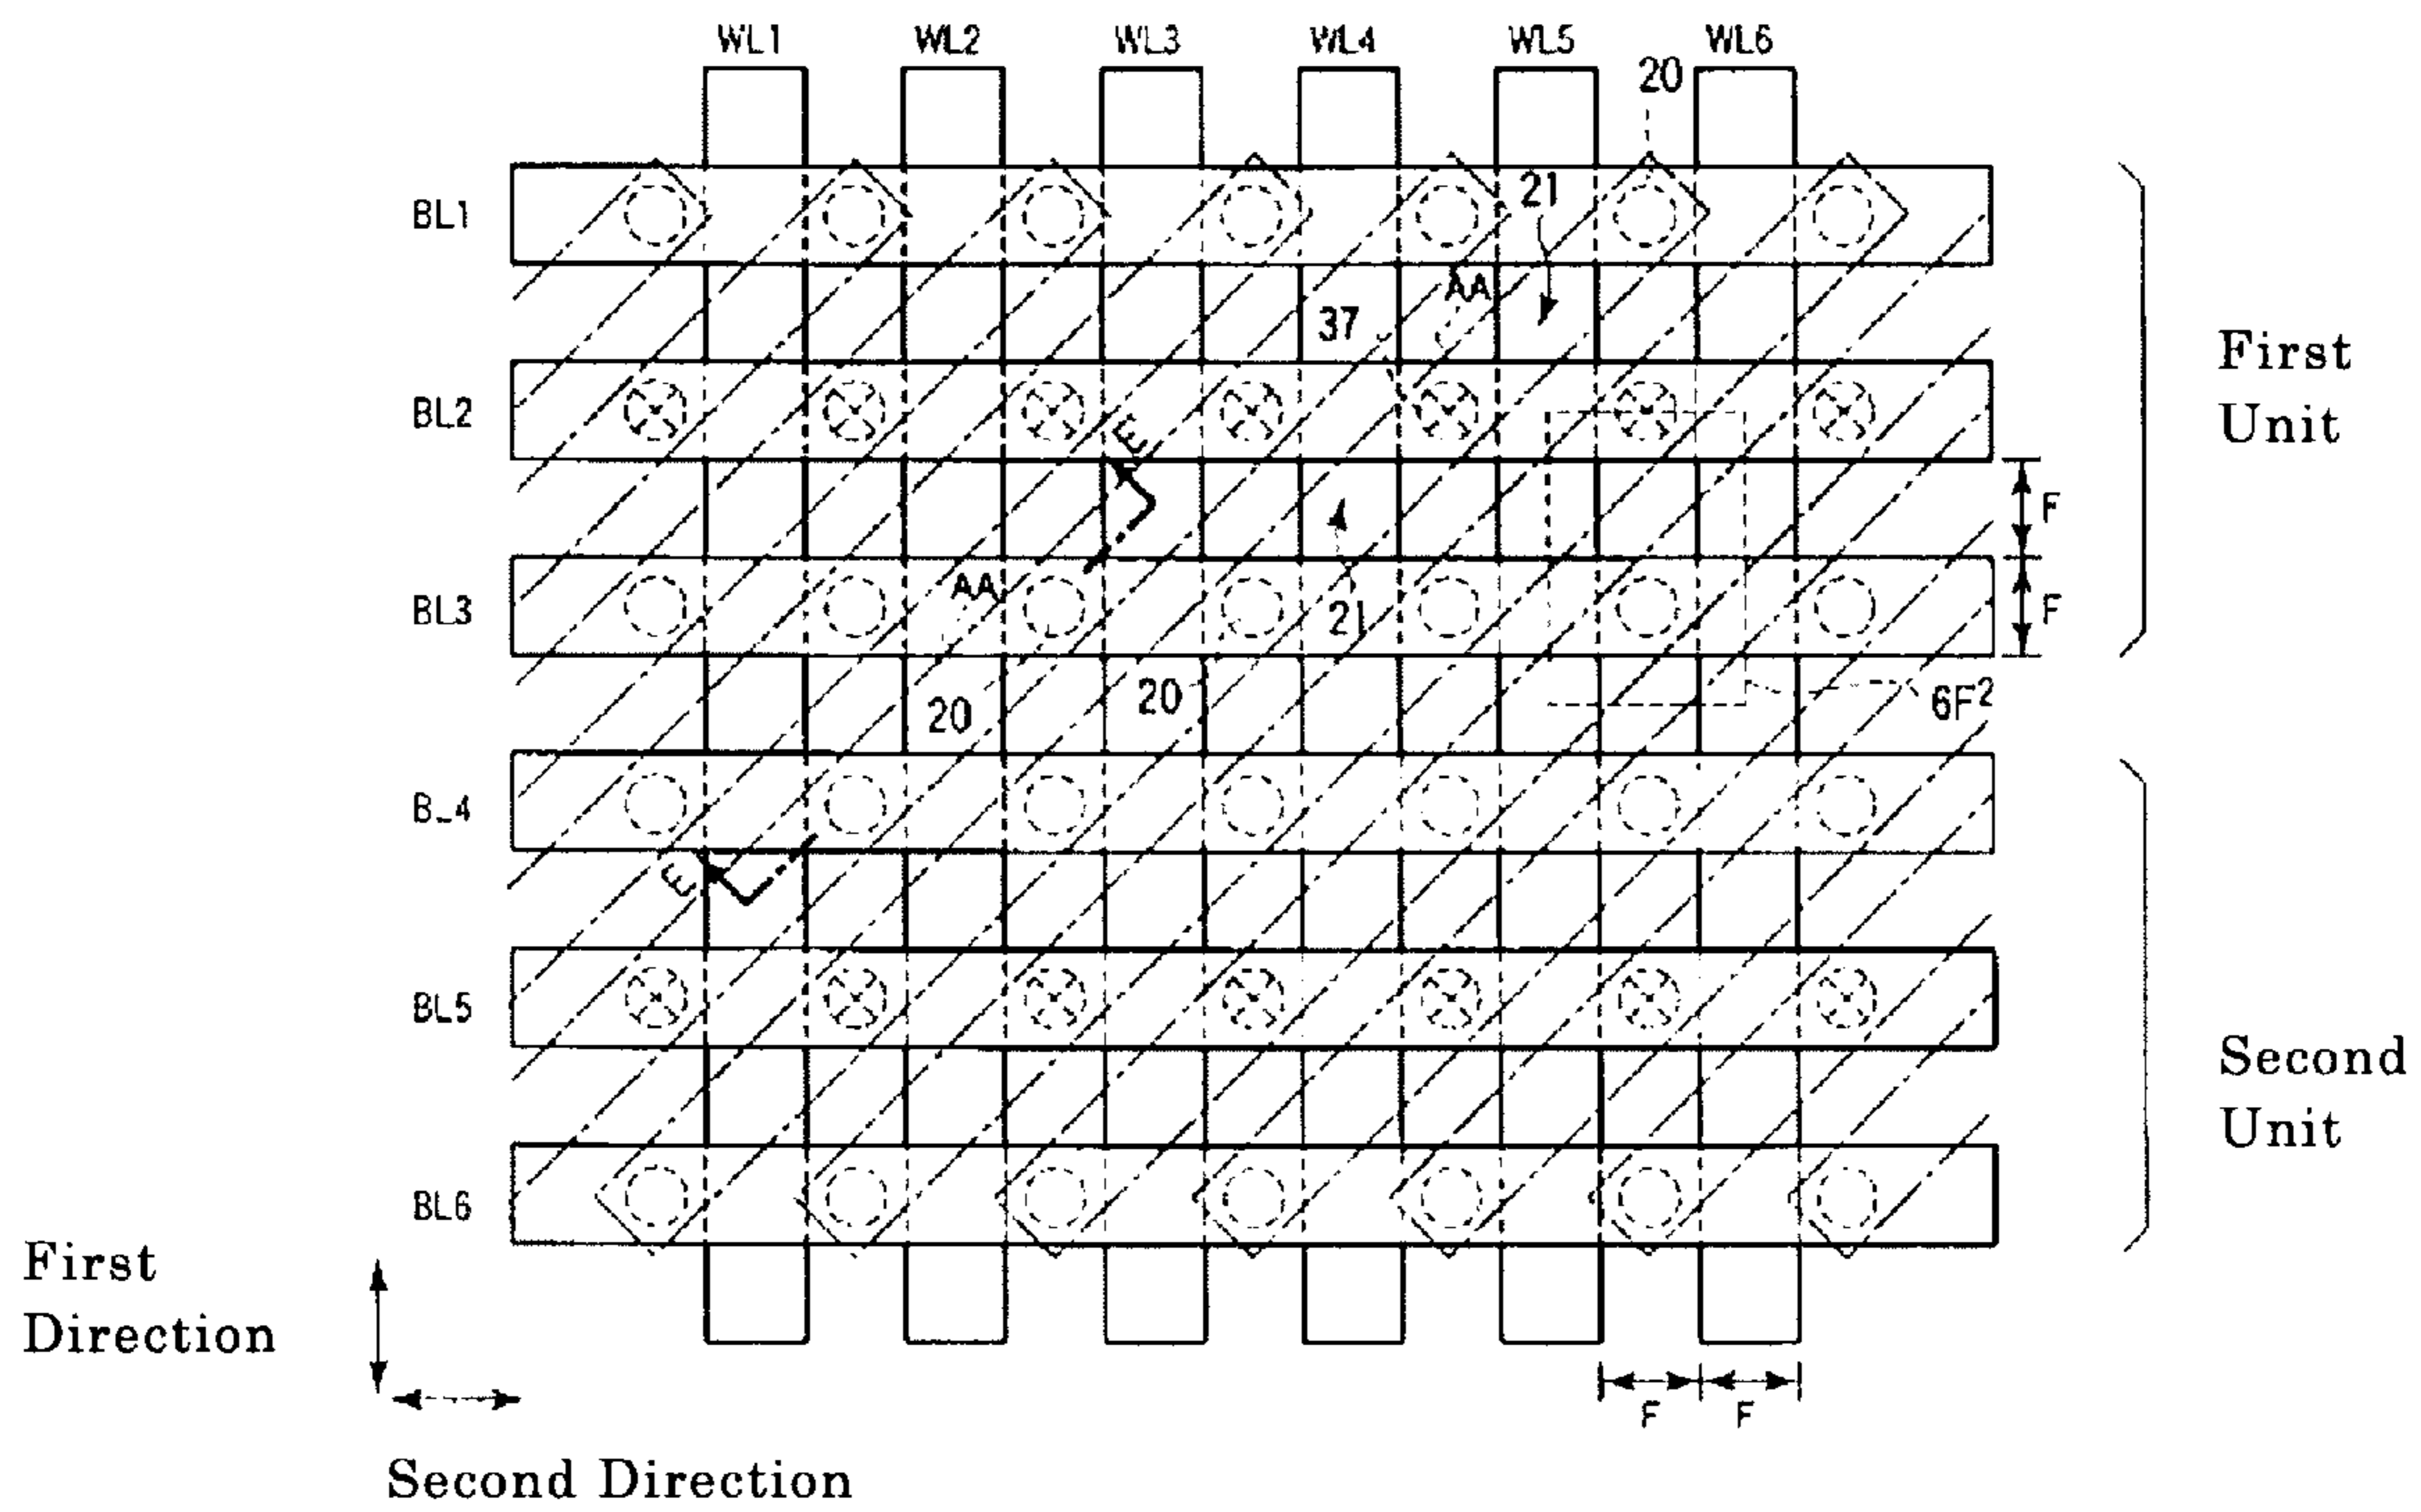 WL1 WL2 WL3 WL4 WL5 WL6
20
BL1
21
AA
37
First
Unit
BL2
E
F
AA
BL3
21
F
20
20
6F2
B_4
E
BL5
Second
Unit
BL6
First
Direction
F
F
Second Direction